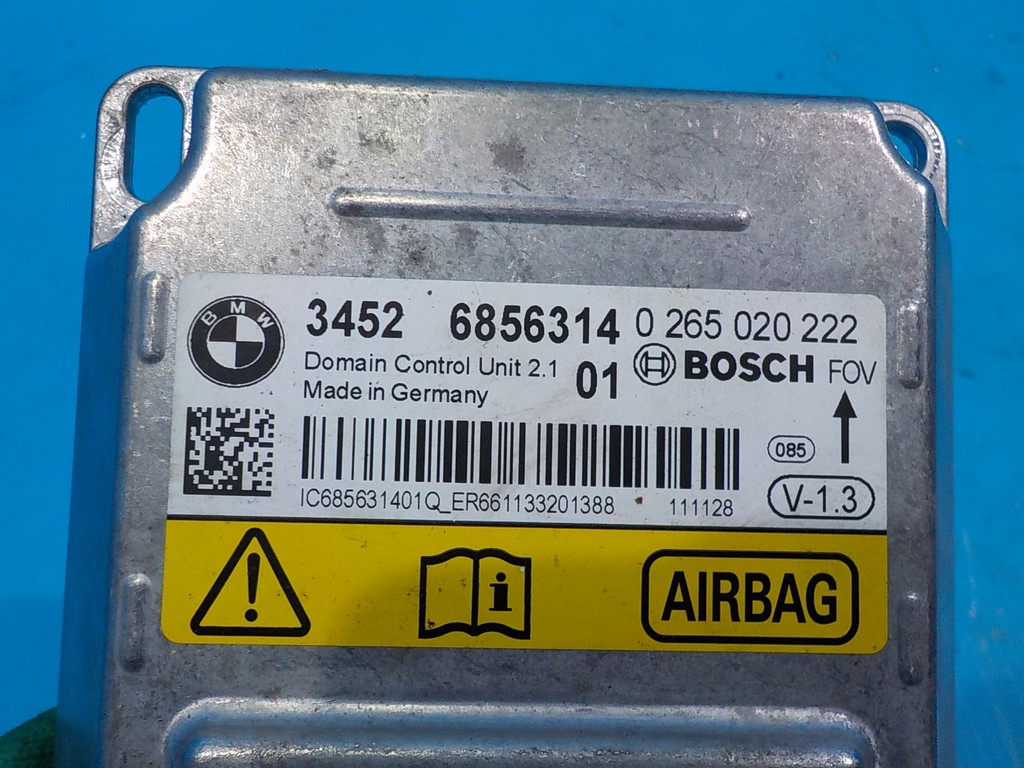 BMW
3452 6856314 0 265 020 222
Domain Control Unit 2.1 01 BOSCH FOV
Made in Germany
085
IC685631401Q_ER661133201388 111128 V-1.3
i AIRBAG